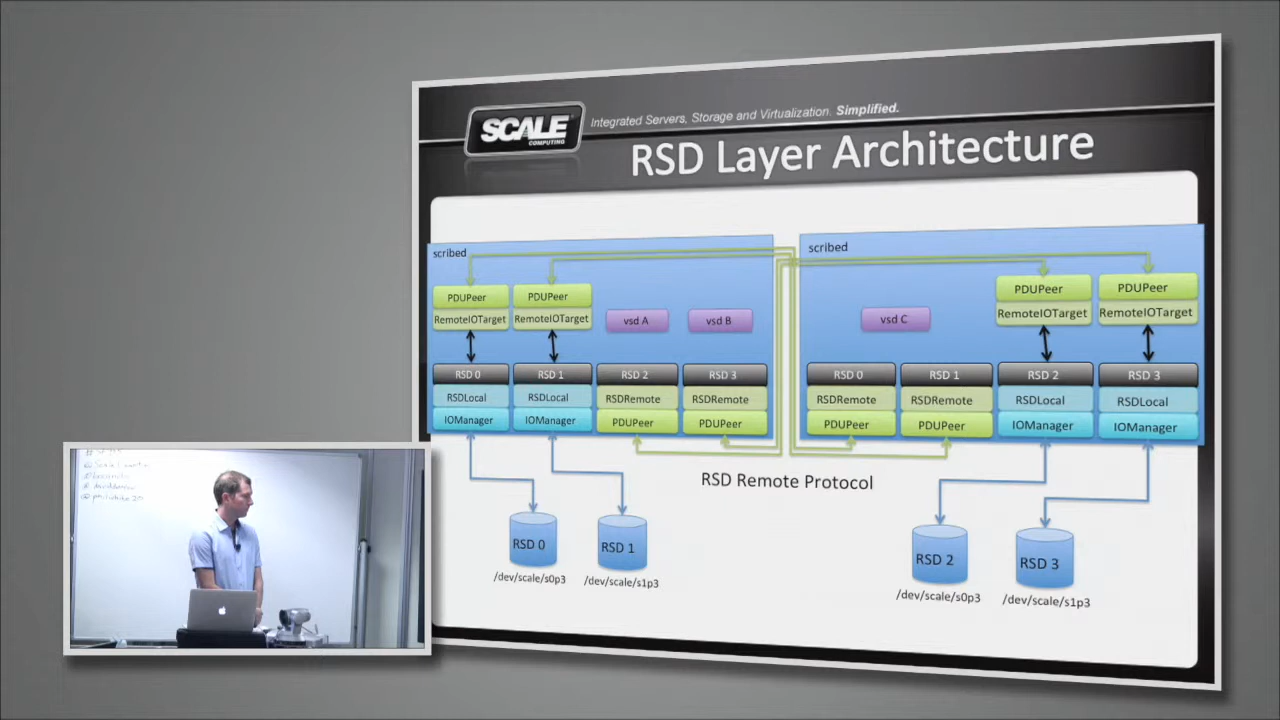 SCALE
COMPUTING
Integrated Servers, Storage and Virtualization. Simplified.
RSD Layer Architecture
scribed
PDUPeer PDUPeer
RemoteIOTarget RemoteIOTarget
vsd A vsd B
RSD 0 RSD 1 RSD 2 RSD 3
RSDLocal RSDLocal RSDRemote RSDRemote
IOManager IOManager PDUPeer PDUPeer
scribed
PDUPeer PDUPeer
RemoteIOTarget RemoteIOTarget
vsd C
RSD 0 RSD 1 RSD 2 RSD 3
RSDRemote RSDRemote RSDLocal RSDLocal
PDUPeer PDUPeer IOManager IOManager
RSD Remote Protocol
RSD 0 RSD 1 RSD 2 RSD 3
/dev/scale/s0p3 /dev/scale/s1p3 /dev/scale/s0p3 /dev/scale/s1p3